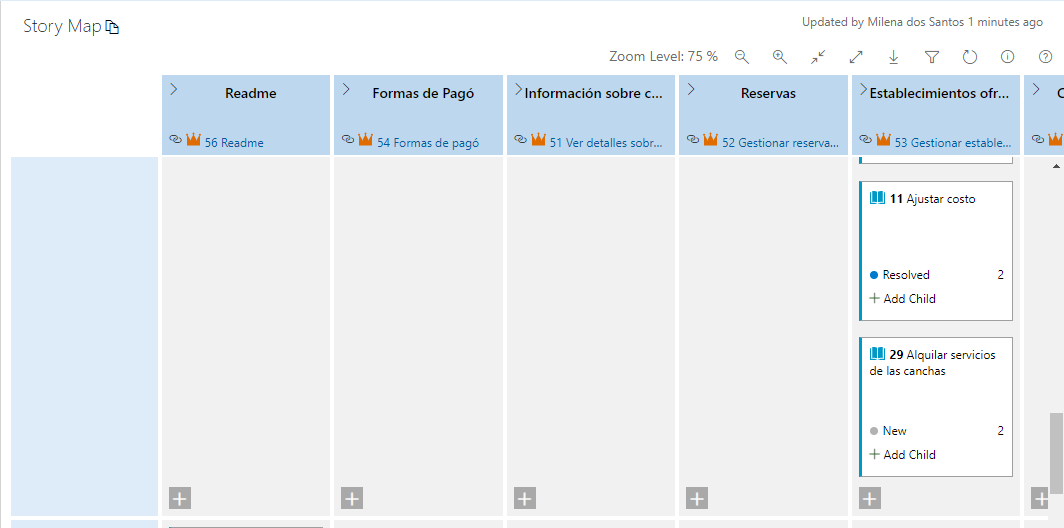 Story Map
Updated by Milena dos Santos 1 minutes ago
Zoom Level: 75 %
Readme
56 Readme
Formas de Pagó
54 Formas de pagó
Información sobre c...
51 Ver detalles sobr...
Reservas
52 Gestionar reserva...
Establecimientos ofr...
53 Gestionar estable...
11 Ajustar costo
Resolved 2
Add Child
29 Alquilar servicios
de las canchas
New 2
Add Child